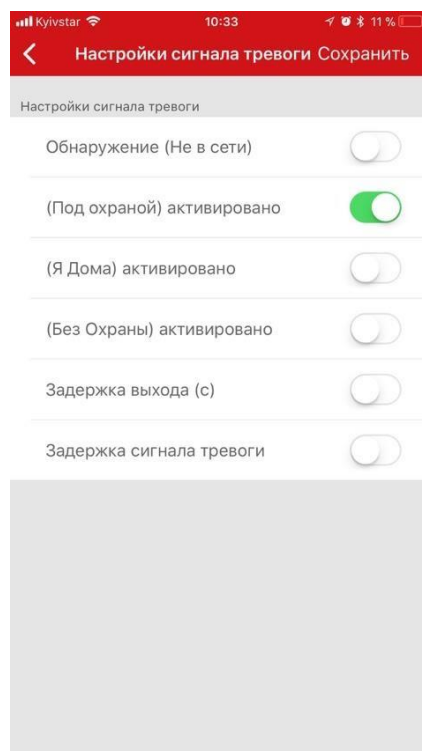 Kyivstar 10:33 11 %
Настройки сигнала тревоги Сохранить
Настройки сигнала тревоги
Обнаружение (Не в сети)
(Под охраной) активировано
(Я Дома) активировано
(Без Охраны) активировано
Задержка выхода (с)
Задержка сигнала тревоги